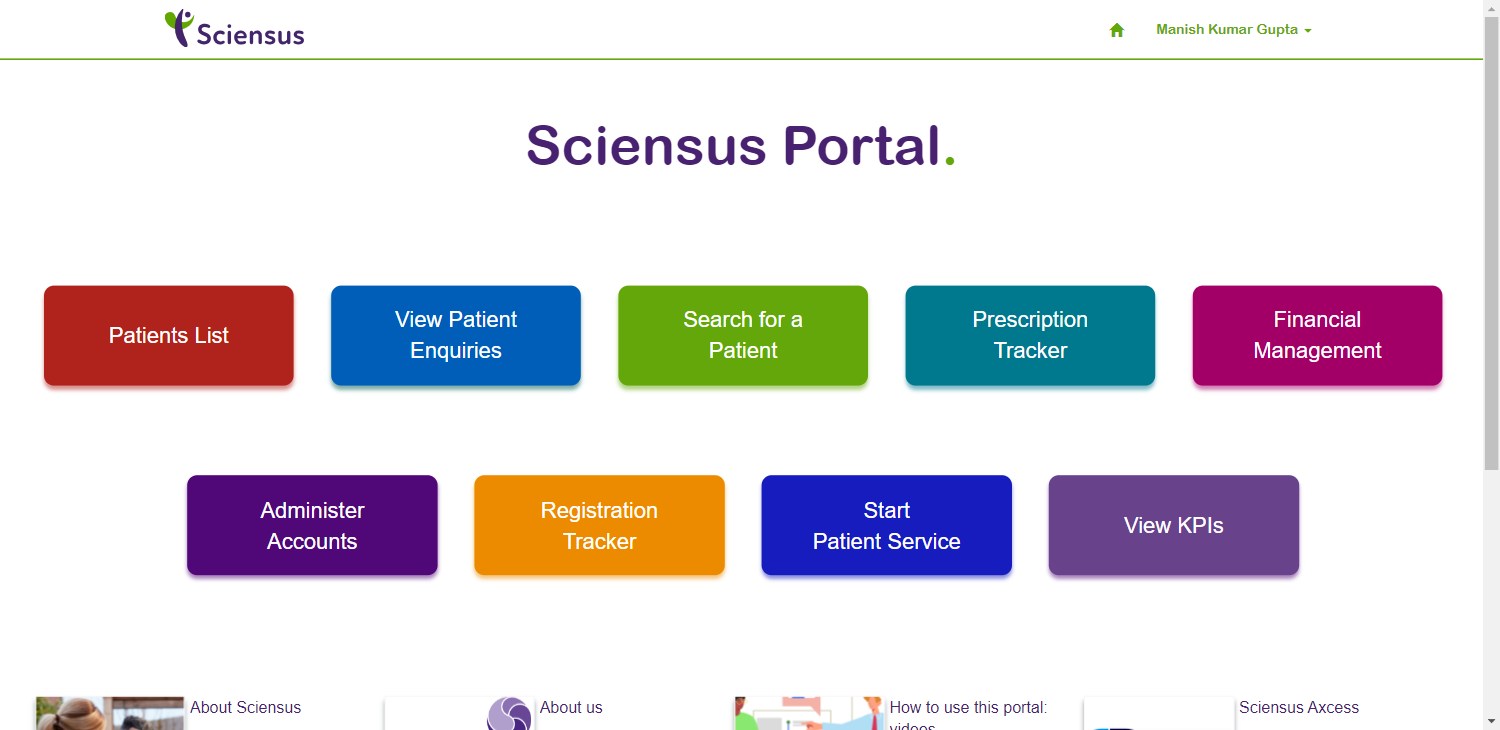 Sciensus
Manish Kumar Gupta
Sciensus Portal.
Patients List
View Patient
Enquiries
Search for a
Patient
Prescription
Tracker
Financial
Management
Administer
Accounts
Registration
Tracker
Start
Patient Service
View KPIs
About Sciensus
About us
How to use this portal:
videos
Sciensus Axcess